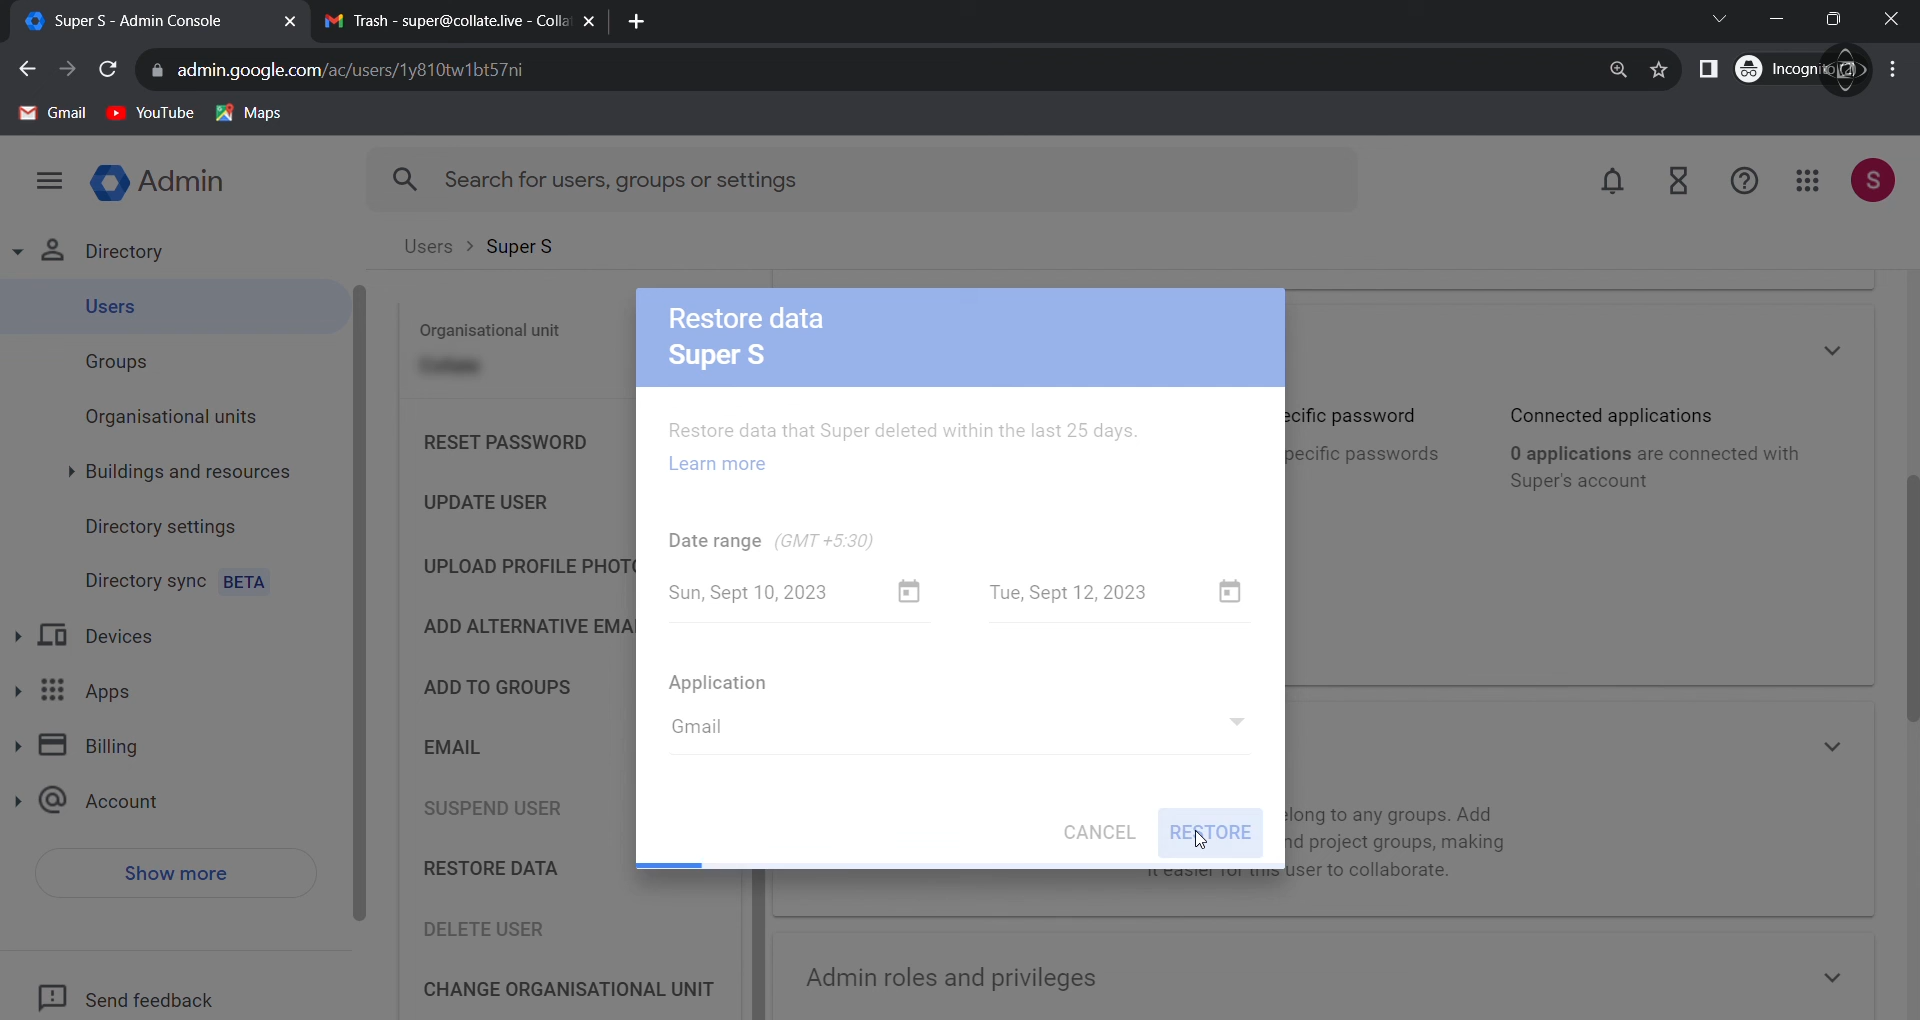 Super S - Admin Console
Trash - super@collate.live - Colla
admin.google.com/ac/users/1y810tw1bt57ni
Incognito
Gmail
YouTube
Maps
Admin
Search for users, groups or settings
S
Directory
Users > Super S
Users
Groups
Organisational units
Buildings and resources
Directory settings
Directory sync BETA
Devices
Apps
Billing
Account
Show more
Send feedback
Organisational unit
RESET PASSWORD
UPDATE USER
UPLOAD PROFILE PHOTO
ADD ALTERNATIVE EMAI
ADD TO GROUPS
EMAIL
SUSPEND USER
RESTORE DATA
DELETE USER
CHANGE ORGANISATIONAL UNIT
Restore data
Super S
Restore data that Super deleted within the last 25 days.
Learn more
Date range (GMT +5:30)
Sun, Sept 10, 2023
Tue, Sept 12, 2023
Application
Gmail
CANCEL
RESTORE
ecific password
pecific passwords
Connected applications
0 applications are connected with
Super's account
elong to any groups. Add
nd project groups, making
it easier for this user to collaborate.
Admin roles and privileges